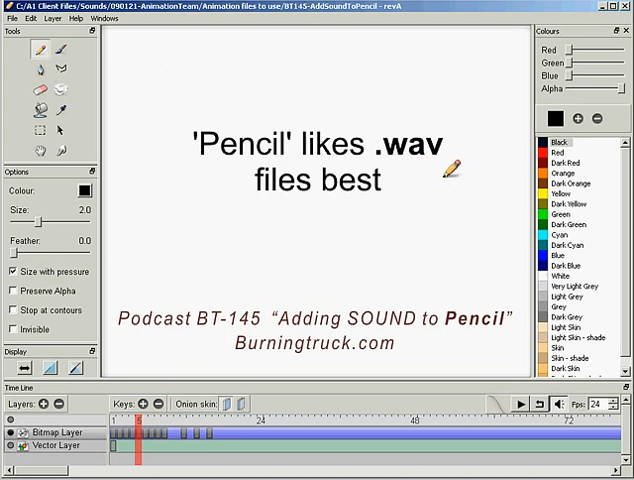 C:/A1 Client Files/Sounds/090121-AnimationTeam/Animation files to use/BT145-AddSoundToPencil - revA
File Edit Layer Help Windows
Tools
Colours
Red
Green
Blue
Alpha
'Pencil' likes .wav
files best
Podcast BT-145 “Adding SOUND to Pencil”
Burningtruck.com
Options
Colour:
Size: 2.0
Feather: 0.0
Size with pressure
Preserve Alpha
Stop at contours
Invisible
Display
Black
Red
Dark Red
Orange
Dark Orange
Yellow
Dark Yellow
Green
Dark Green
Cyan
Dark Cyan
Blue
Dark Blue
White
Very Light Grey
Light Grey
Grey
Dark Grey
Light Skin
Light Skin - shade
Skin
Skin - shade
Dark Skin
Time Line
Layers: Keys: Onion skin: Fps: 24
1 5 24 48 72
Bitmap Layer
Vector Layer